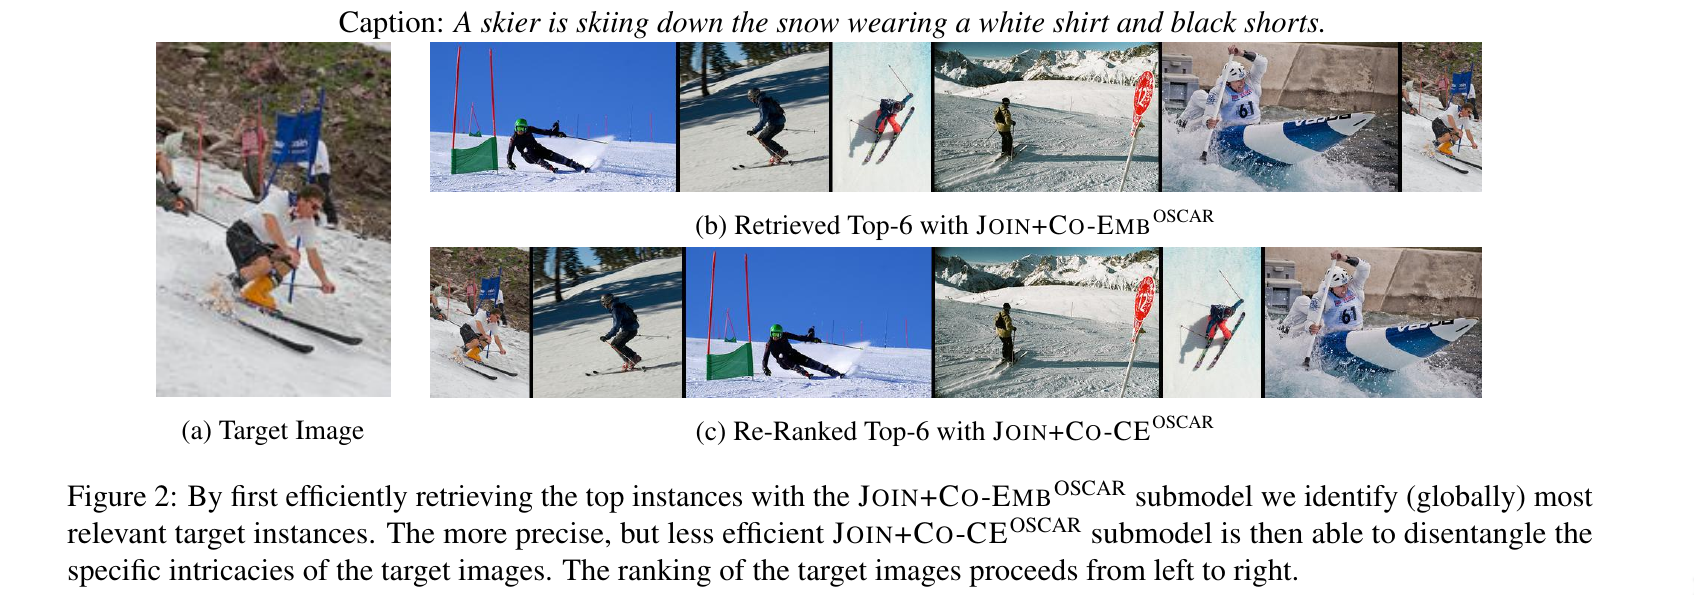 Caption: A skier is skiing down the snow wearing a white shirt and black shorts.
61
(b) Retrieved Top-6 with JOIN+CO-EMB^OSCAR
61
(a) Target Image
(c) Re-Ranked Top-6 with JOIN+CO-CE^OSCAR
Figure 2: By first efficiently retrieving the top instances with the JOIN+CO-EMB^OSCAR submodel we identify (globally) most
relevant target instances. The more precise, but less efficient JOIN+CO-CE^OSCAR submodel is then able to disentangle the
specific intricacies of the target images. The ranking of the target images proceeds from left to right.